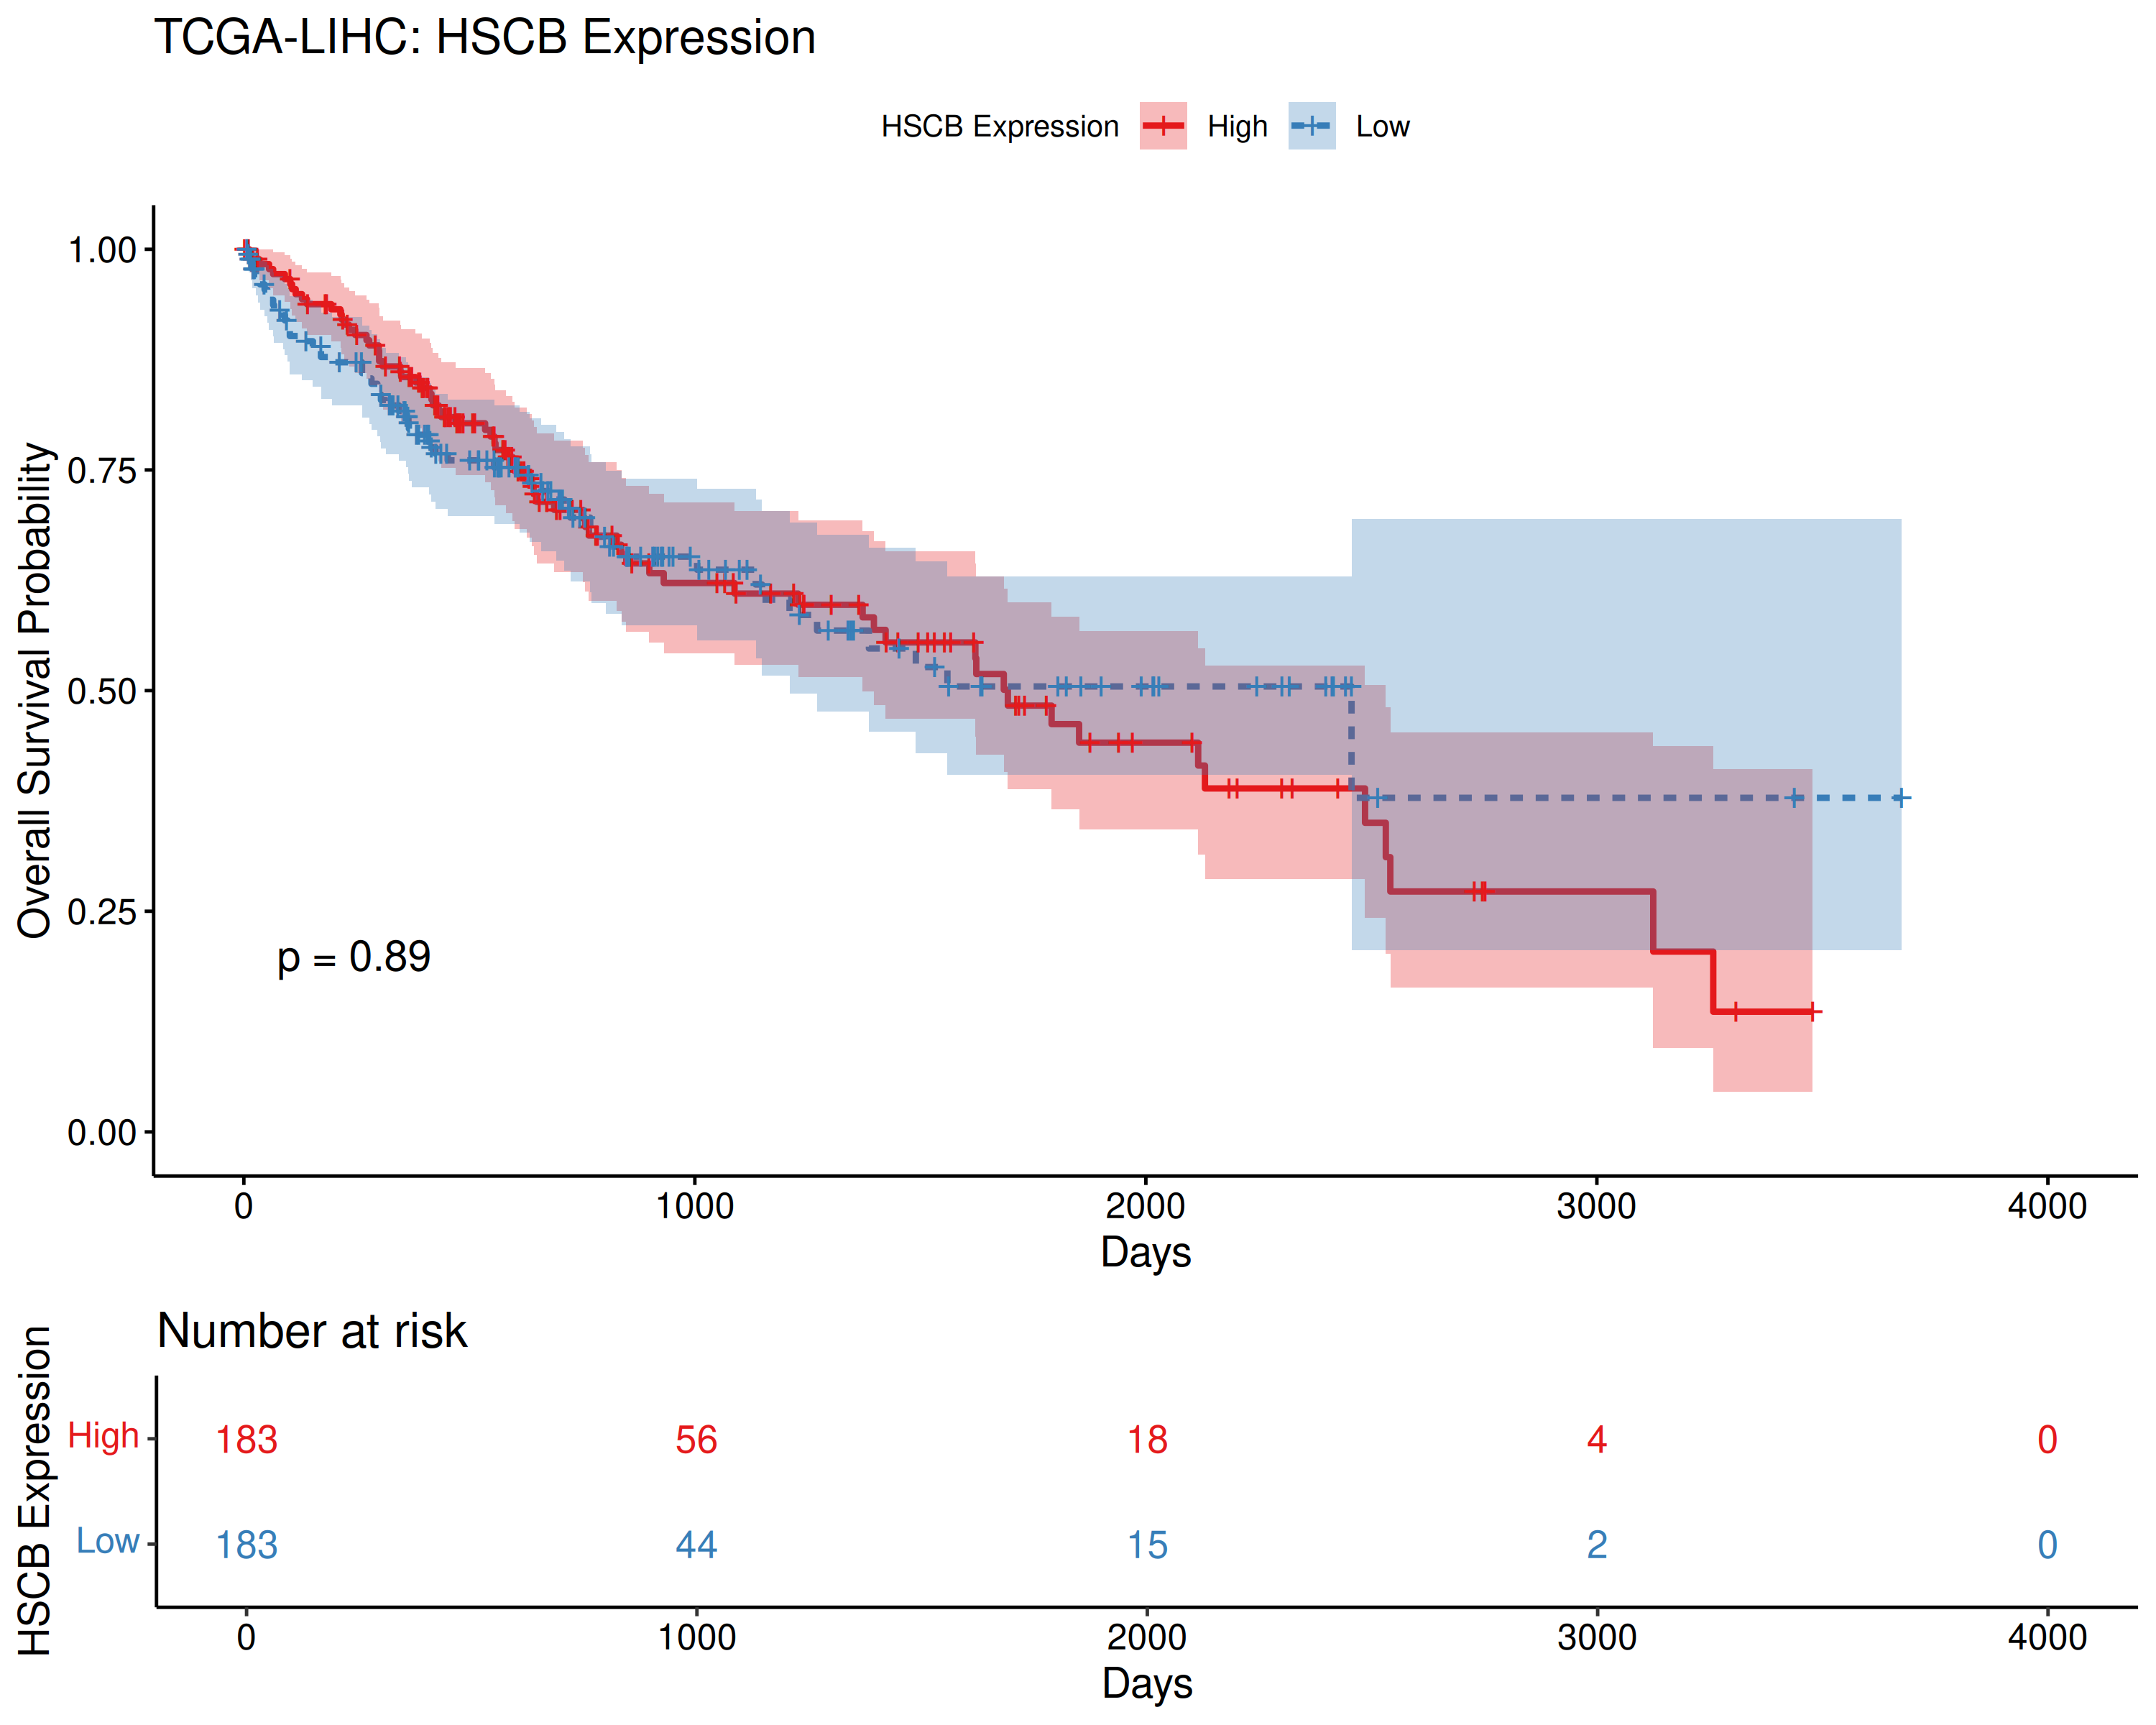 TCGA-LIHC: HSCB Expression
HSCB Expression High Low
Overall Survival Probability
1.00
0.75
0.50
0.25
0.00
p = 0.89
0 1000 2000 3000 4000
Days
Number at risk
HSCB Expression
High 183 56 18 4 0
Low 183 44 15 2 0
0 1000 2000 3000 4000
Days